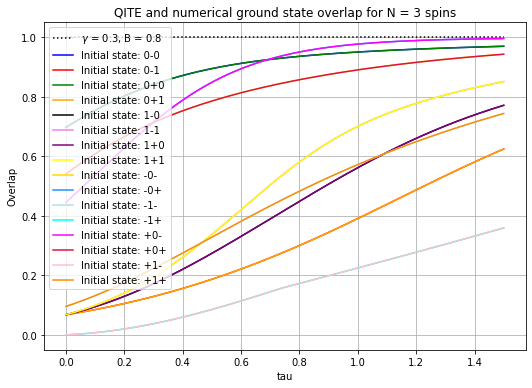 QITE and numerical ground state overlap for N = 3 spins
γ = 0.3, B = 0.8
Initial state: 0-0
Initial state: 0-1
Initial state: 0+0
Initial state: 0+1
Initial state: 1-0
Initial state: 1-1
Initial state: 1+0
Initial state: 1+1
Initial state: -0-
Initial state: -0+
Initial state: -1-
Initial state: -1+
Initial state: +0-
Initial state: +0+
Initial state: +1-
Initial state: +1+
Overlap
1.0
0.8
0.6
0.4
0.2
0.0
0.0 0.2 0.4 0.6 0.8 1.0 1.2 1.4
tau